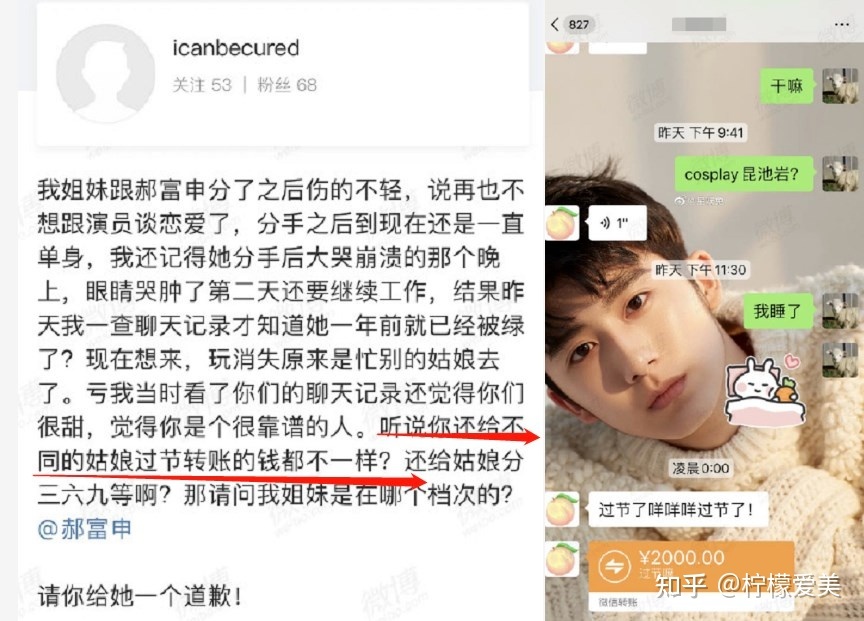 icanbecured
关注 53 | 粉丝 68
我姐妹跟郝富申分了之后伤的不轻，说再也不
想跟演员谈恋爱了，分手之后到现在还是一直
单身，我还记得她分手后大哭崩溃的那个晚
上，眼睛哭肿了第二天还要继续工作，结果昨
天我一查聊天记录才知道她一年前就已经被绿
了？现在想来，玩消失原来是忙别的姑娘去
了。亏我当时看了你们的聊天记录还觉得你们
很甜，觉得你是个很靠谱的人。听说你还给不
同的姑娘过节转账的钱都不一样？还给姑娘分
三六九等啊？那请问我姐妹是在哪个档次的？
@郝富申
请你给她一个道歉！
827
干嘛
昨天 下午9:41
cosplay 昆池岩？
1"
昨天 下午11:30
我睡了
凌晨0:00
过节了咩咩咩过节了！
¥2000.00
微信转账
知乎 @柠檬爱美
微博